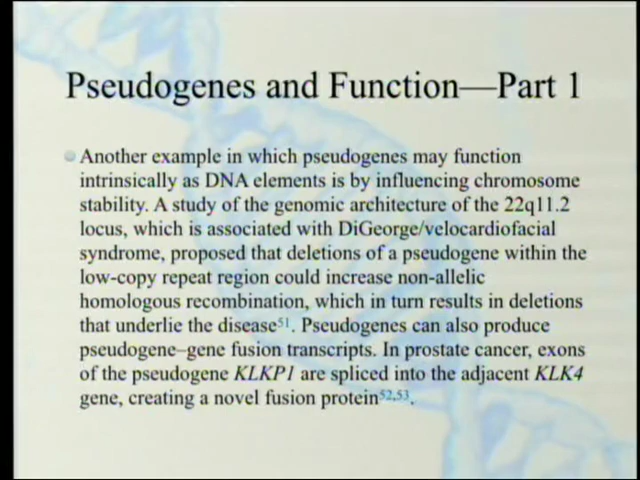 Pseudogenes and Function—Part 1
Another example in which pseudogenes may function
intrinsically as DNA elements is by influencing chromosome
stability. A study of the genomic architecture of the 22q11.2
locus, which is associated with DiGeorge/velocardiofacial
syndrome, proposed that deletions of a pseudogene within the
low-copy repeat region could increase non-allelic
homologous recombination, which in turn results in deletions
that underlie the disease51. Pseudogenes can also produce
pseudogene–gene fusion transcripts. In prostate cancer, exons
of the pseudogene KLKP1 are spliced into the adjacent KLK4
gene, creating a novel fusion protein52,53.